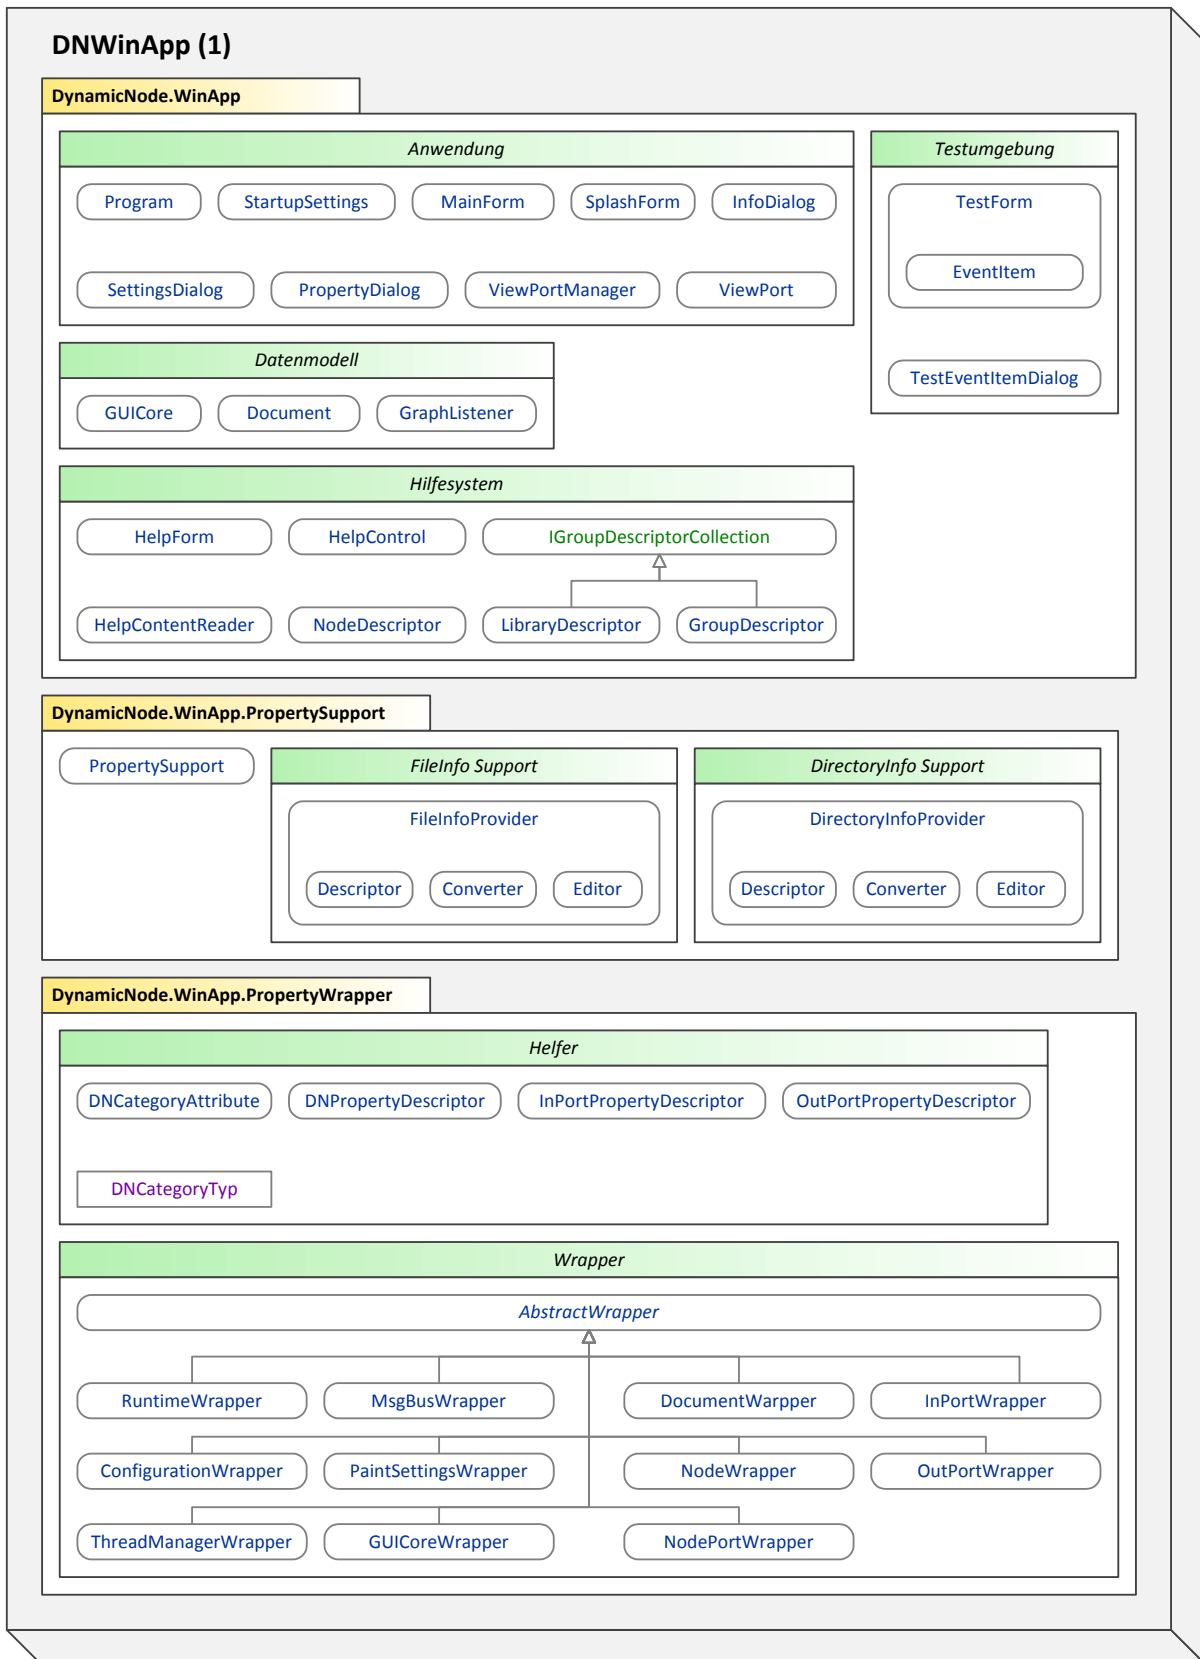 DNWinApp (1)
DynamicNode.WinApp
Anwendung
Program
StartupSettings
MainForm
SplashForm
InfoDialog
SettingsDialog
PropertyDialog
ViewPortManager
ViewPort
Testumgebung
TestForm
EventItem
TestEventItemDialog
Datenmodell
GUICore
Document
GraphListener
Hilfesystem
HelpForm
HelpControl
IGroupDescriptorCollection
HelpContentReader
NodeDescriptor
LibraryDescriptor
GroupDescriptor
DynamicNode.WinApp.PropertySupport
PropertySupport
FileInfo Support
FileInfoProvider
Descriptor
Converter
Editor
DirectoryInfo Support
DirectoryInfoProvider
Descriptor
Converter
Editor
DynamicNode.WinApp.PropertyWrapper
Helfer
DNCategoryAttribute
DNPropertyDescriptor
InPortPropertyDescriptor
OutPortPropertyDescriptor
DNCategoryTyp
Wrapper
AbstractWrapper
RuntimeWrapper
MsgBusWrapper
DocumentWarpper
InPortWrapper
ConfigurationWrapper
PaintSettingsWrapper
NodeWrapper
OutPortWrapper
ThreadManagerWrapper
GUICoreWrapper
NodePortWrapper